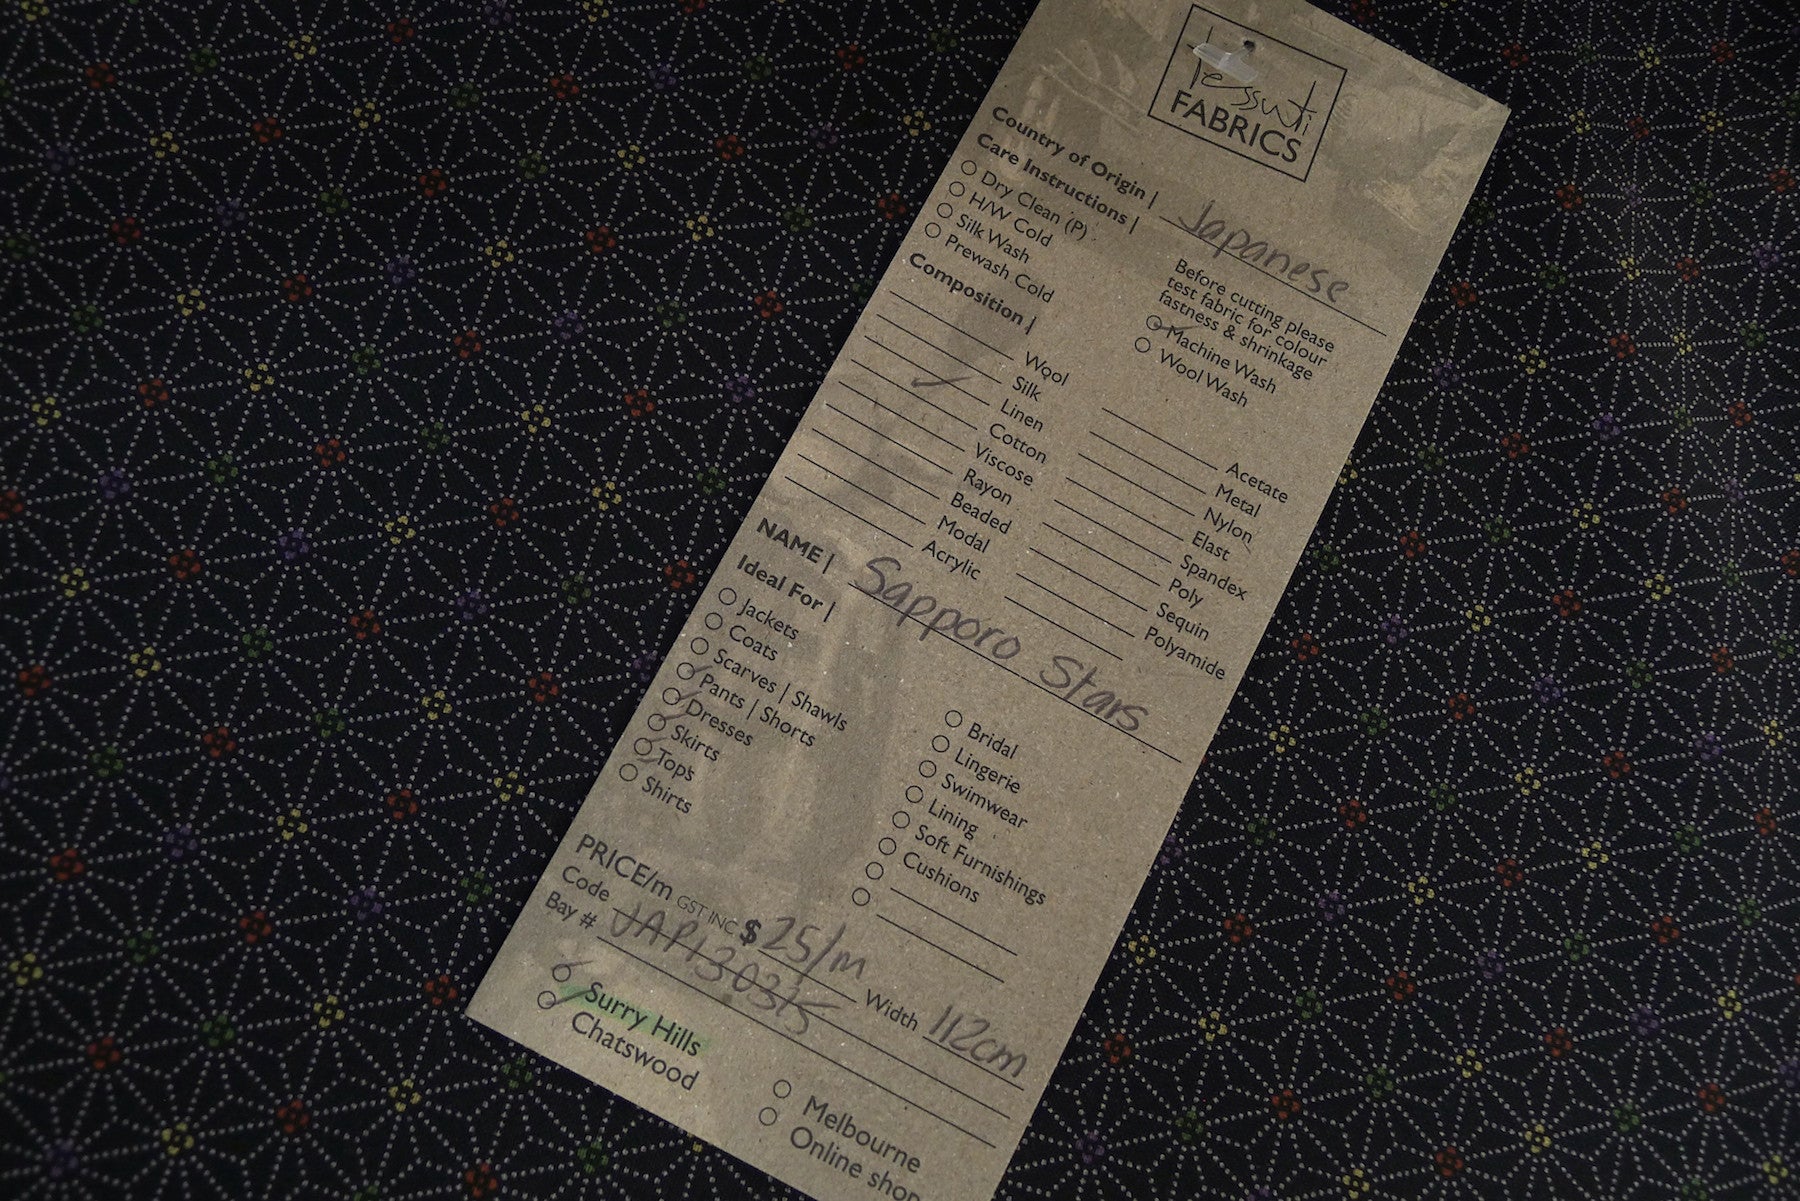 Tessuti
FABRICS
Country of Origin | Japanese
Care Instructions |
Dry Clean (P)
H/W Cold
Silk Wash
Prewash Cold
Before cutting please
test fabric for colour
fastness & shrinkage
Machine Wash
Wool Wash
Composition |
Wool
Silk
Linen
Cotton
Viscose
Rayon
Beaded
Modal
Acrylic
Acetate
Metal
Nylon
Elast
Spandex
Poly
Sequin
Polyamide
NAME | Sapporo Stars
Ideal For |
Jackets
Coats
Scarves | Shawls
Pants | Shorts
Dresses
Skirts
Tops
Shirts
Bridal
Lingerie
Swimwear
Lining
Soft Furnishings
Cushions
PRICE/m GST INC $ 25/m Width 112cm
Code JAP130315
Bay #
Surry Hills
Chatswood
Melbourne
Online shop